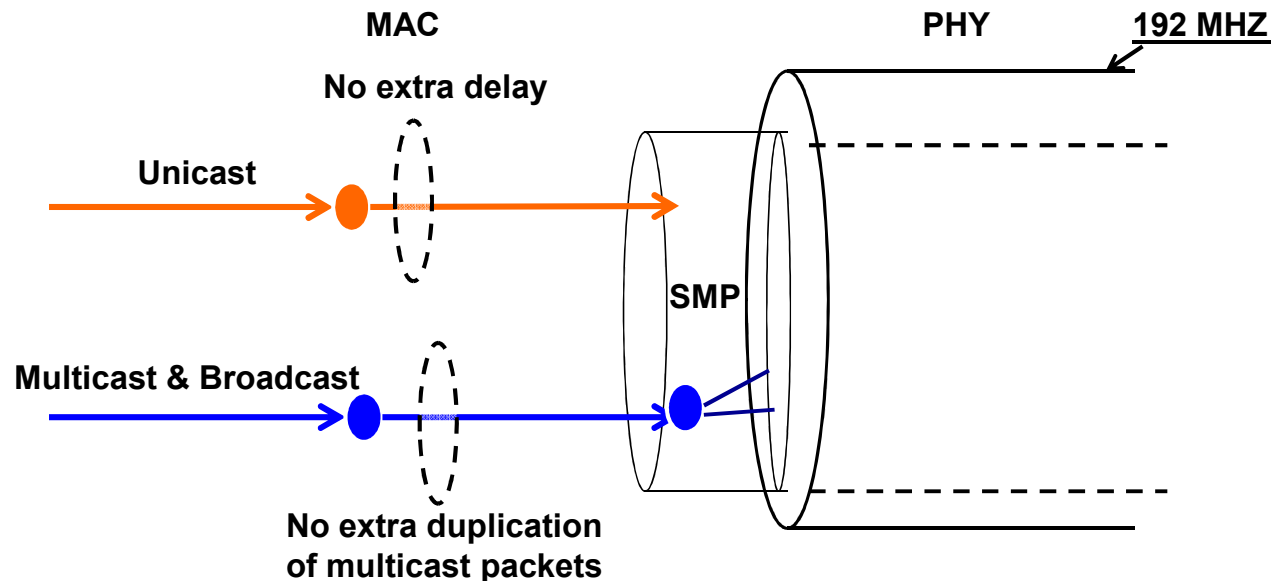 MAC
PHY
192 MHZ
No extra delay
Unicast
SMP
Multicast & Broadcast
No extra duplication
of multicast packets